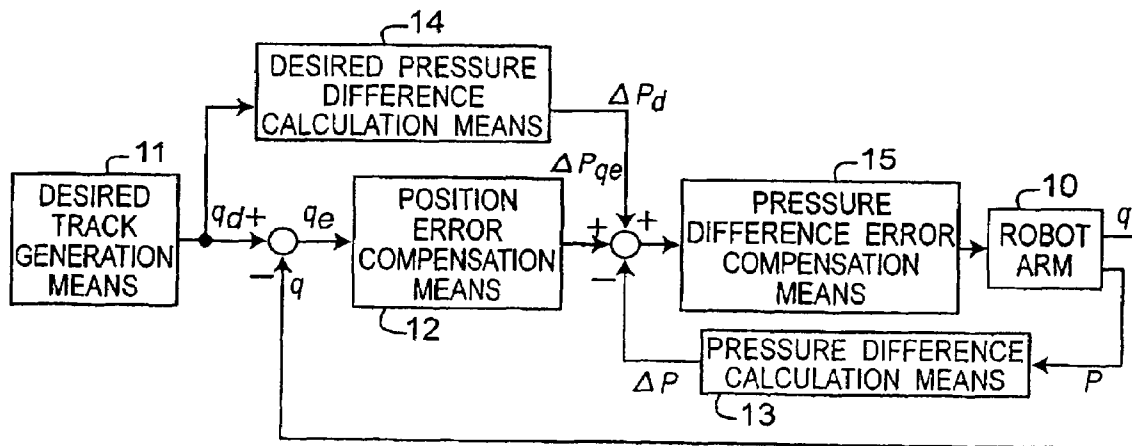 14
DESIRED PRESSURE
DIFFERENCE
CALCULATION MEANS
ΔPd
11
DESIRED
TRACK
GENERATION
MEANS
qd+
−
q
qe
POSITION
ERROR
COMPENSATION
MEANS
12
ΔPqe
+
+
−
15
PRESSURE
DIFFERENCE ERROR
COMPENSATION
MEANS
10
ROBOT
ARM
q
P
PRESSURE DIFFERENCE
CALCULATION MEANS
13
ΔP